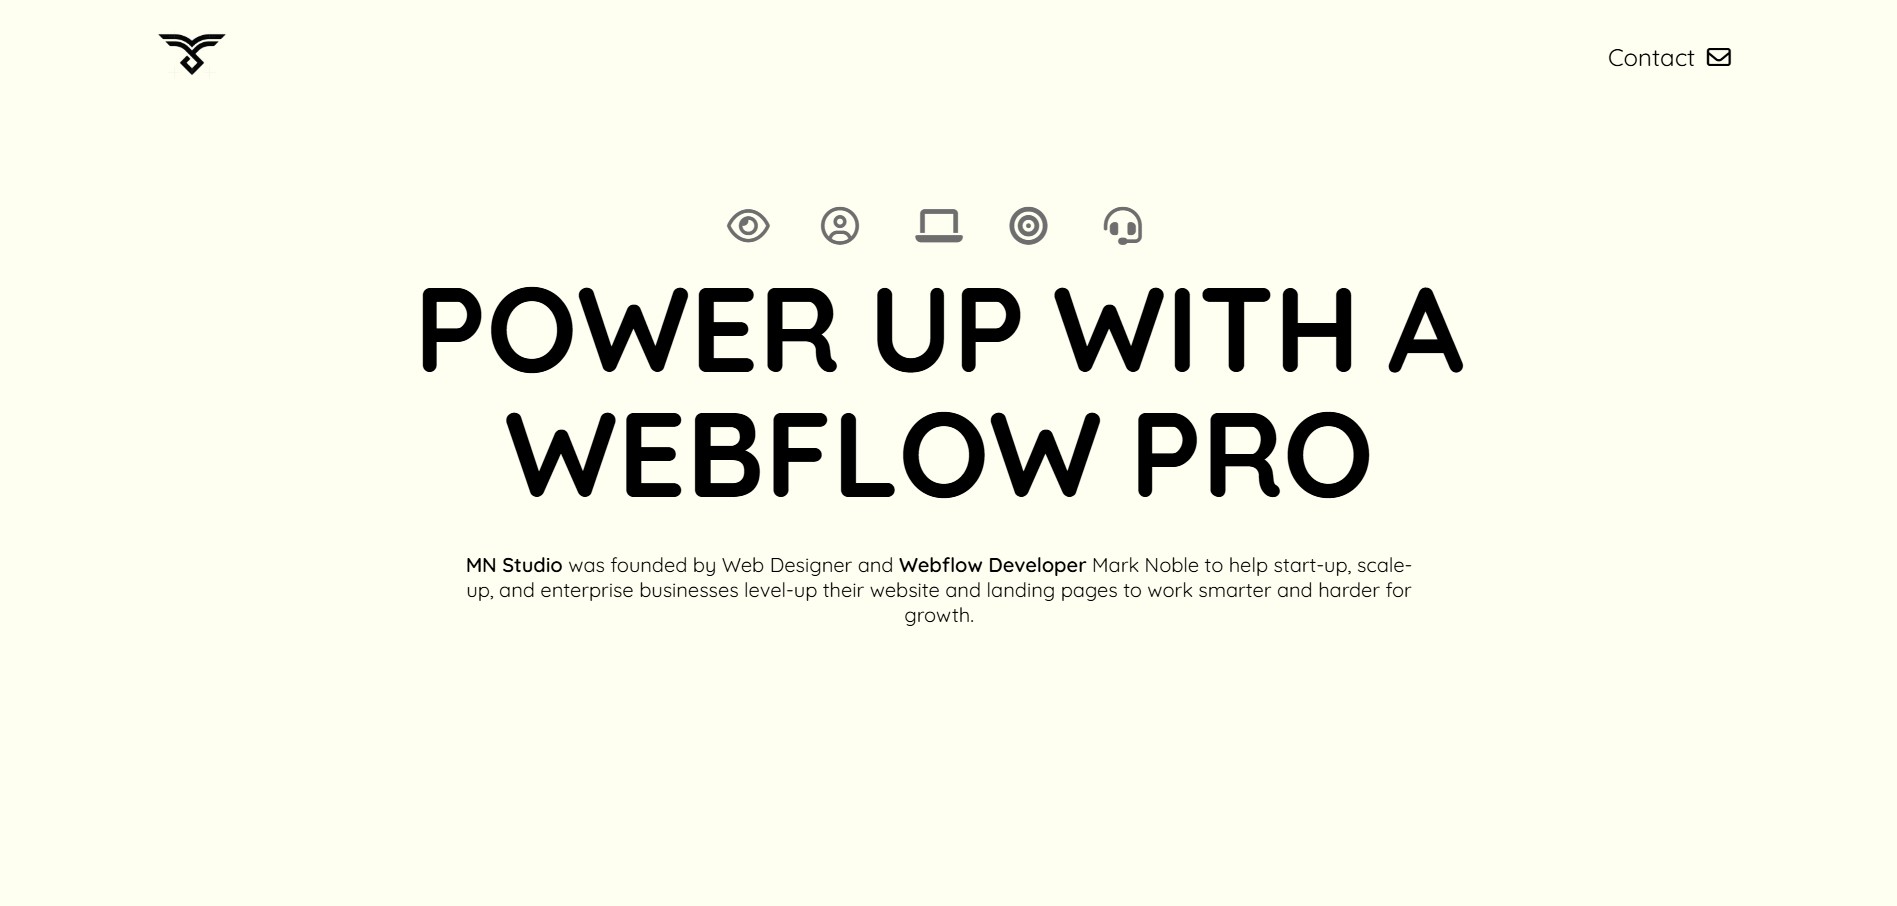 Contact
POWER UP WITH A
WEBFLOW PRO
MN Studio was founded by Web Designer and Webflow Developer Mark Noble to help start-up, scale-
up, and enterprise businesses level-up their website and landing pages to work smarter and harder for
growth.